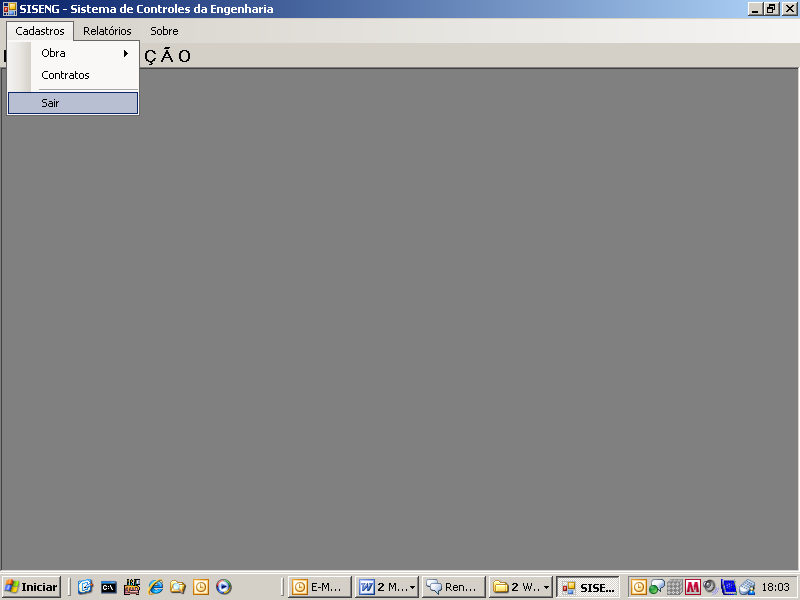 SISENG - Sistema de Controles da Engenharia
Cadastros Relatórios Sobre
Ç Ã O
Obra
Contratos
Sair
Iniciar
E-M...
2 M...
Ren...
2 W...
SISE...
18:03